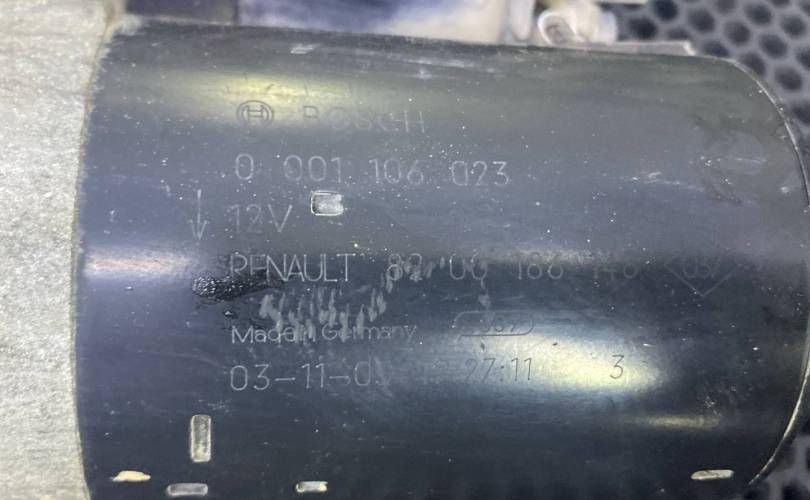 BOSCH
0 001 106 023
12V
RENAULT 82 00 186
Made in Germany
03-11-0 27:11 3